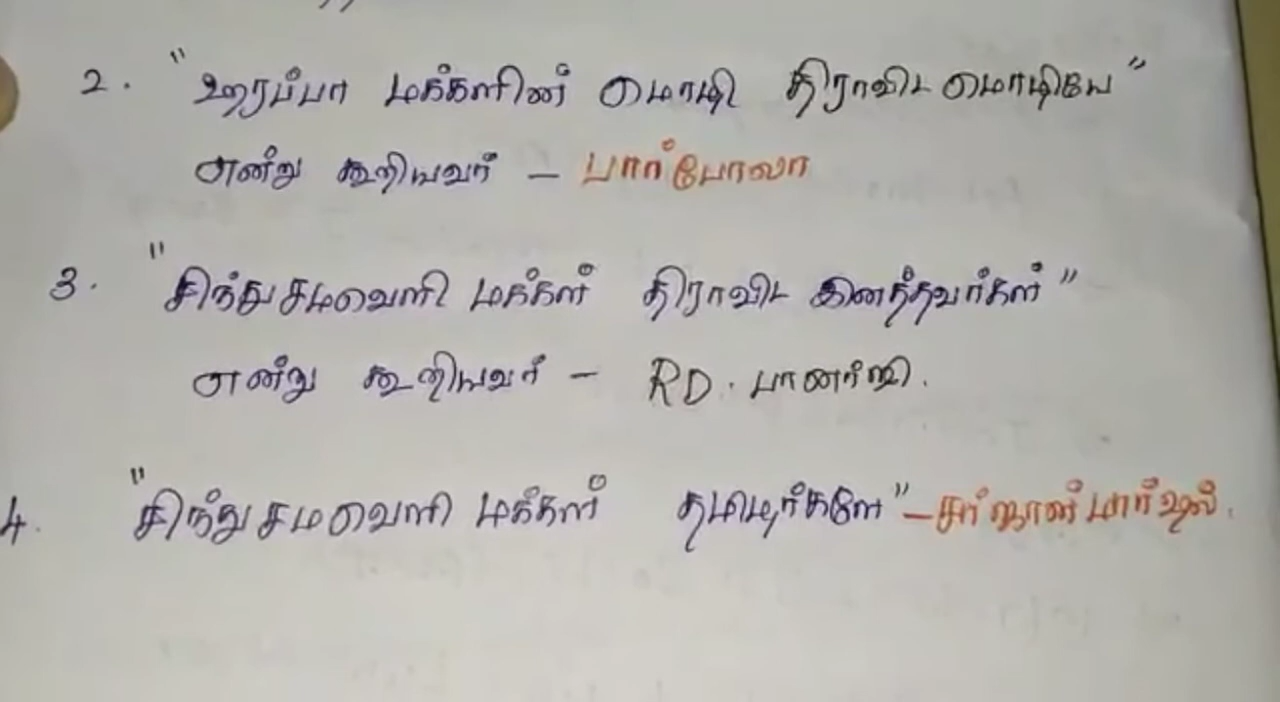 2. "ஹரப்பா மக்களின் மொழி திராவிட மொழியே"
என்று கூறியவர் - பார்போலா
3. "சிந்து சமவெளி மக்கள் திராவிட இனத்தவர்கள்"
என்று கூறியவர் - RD. பானர்ஜி.
4. "சிந்து சமவெளி மக்கள் தமிழர்களே" - சர் ஜான் மார்ஷல்.